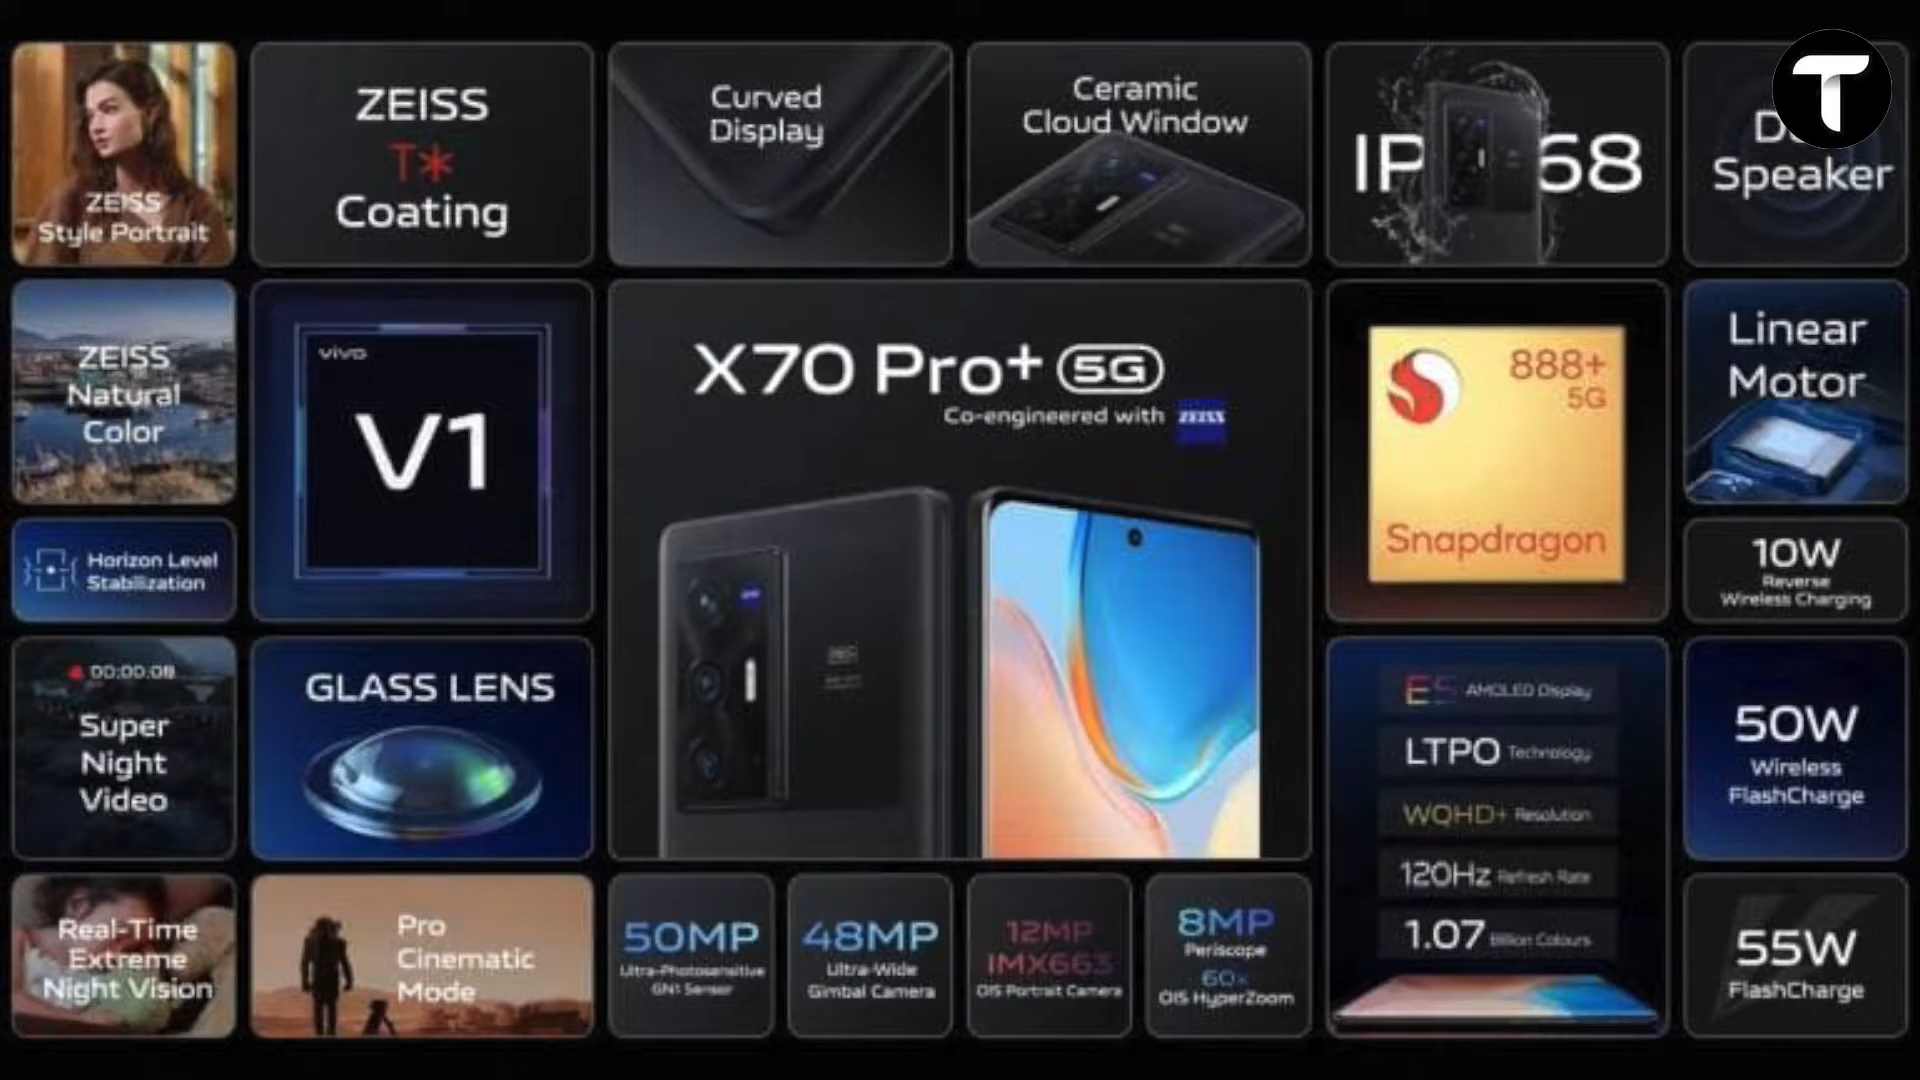 ZEISS
Style Portrait
ZEISS
T*
Coating
Curved
Display
Ceramic
Cloud Window
IP68
Speaker
ZEISS
Natural
Color
vivo
V1
X70 Pro+ 5G
Co-engineered with ZEISS
888+
5G
Snapdragon
Linear
Motor
Horizon Level
Stabilization
10W
Reverse
Wireless Charging
00:00:08
Super
Night
Video
GLASS LENS
E5 AMOLED Display
LTPO Technology
WQHD+ Resolution
120Hz Refresh Rate
1.07 Billion Colours
50W
Wireless
FlashCharge
Real-Time
Extreme
Night Vision
Pro
Cinematic
Mode
50MP
Ultra-Photosensitive
GN1 Sensor
48MP
Ultra-Wide
Gimbal Camera
12MP
IMX663
OIS Portrait Camera
8MP
Periscope
60x
OIS HyperZoom
55W
FlashCharge
T